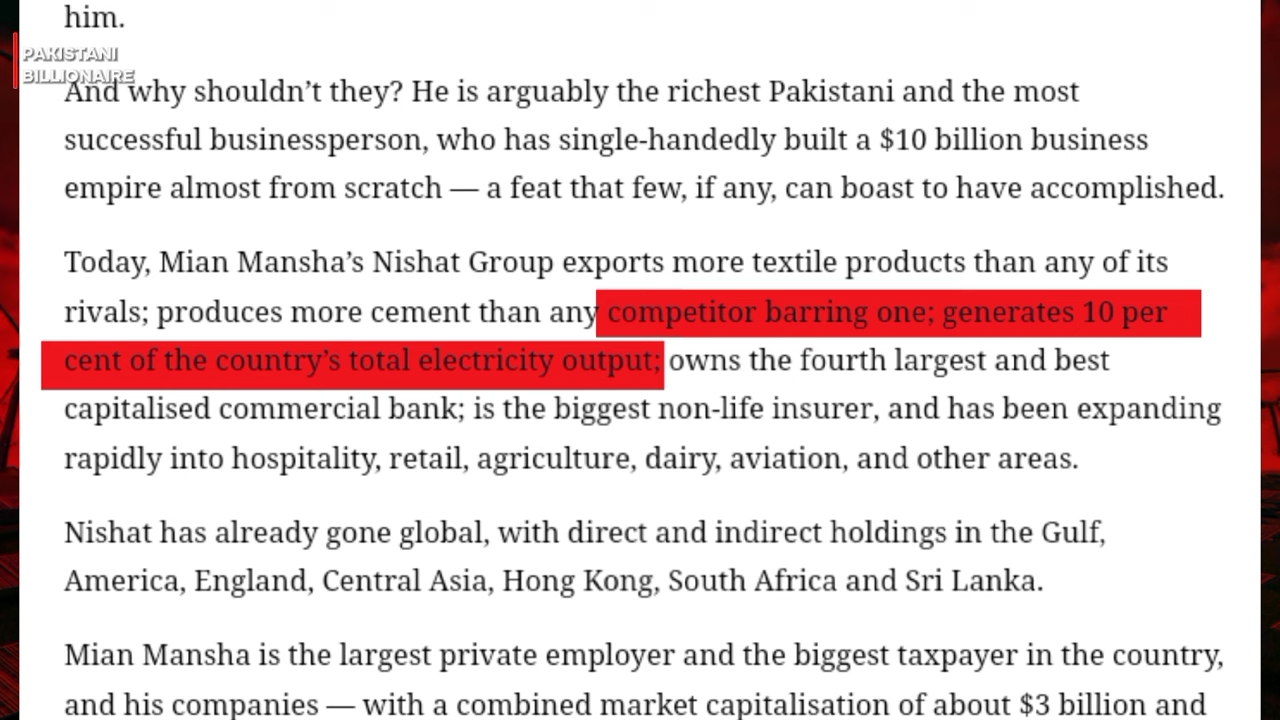 him.
PAKISTANI
BILLIONAIRE
And why shouldn’t they? He is arguably the richest Pakistani and the most
successful businessperson, who has single-handedly built a $10 billion business
empire almost from scratch — a feat that few, if any, can boast to have accomplished.
Today, Mian Mansha’s Nishat Group exports more textile products than any of its
rivals; produces more cement than any competitor barring one; generates 10 per
cent of the country’s total electricity output; owns the fourth largest and best
capitalised commercial bank; is the biggest non-life insurer, and has been expanding
rapidly into hospitality, retail, agriculture, dairy, aviation, and other areas.
Nishat has already gone global, with direct and indirect holdings in the Gulf,
America, England, Central Asia, Hong Kong, South Africa and Sri Lanka.
Mian Mansha is the largest private employer and the biggest taxpayer in the country,
and his companies — with a combined market capitalisation of about $3 billion and